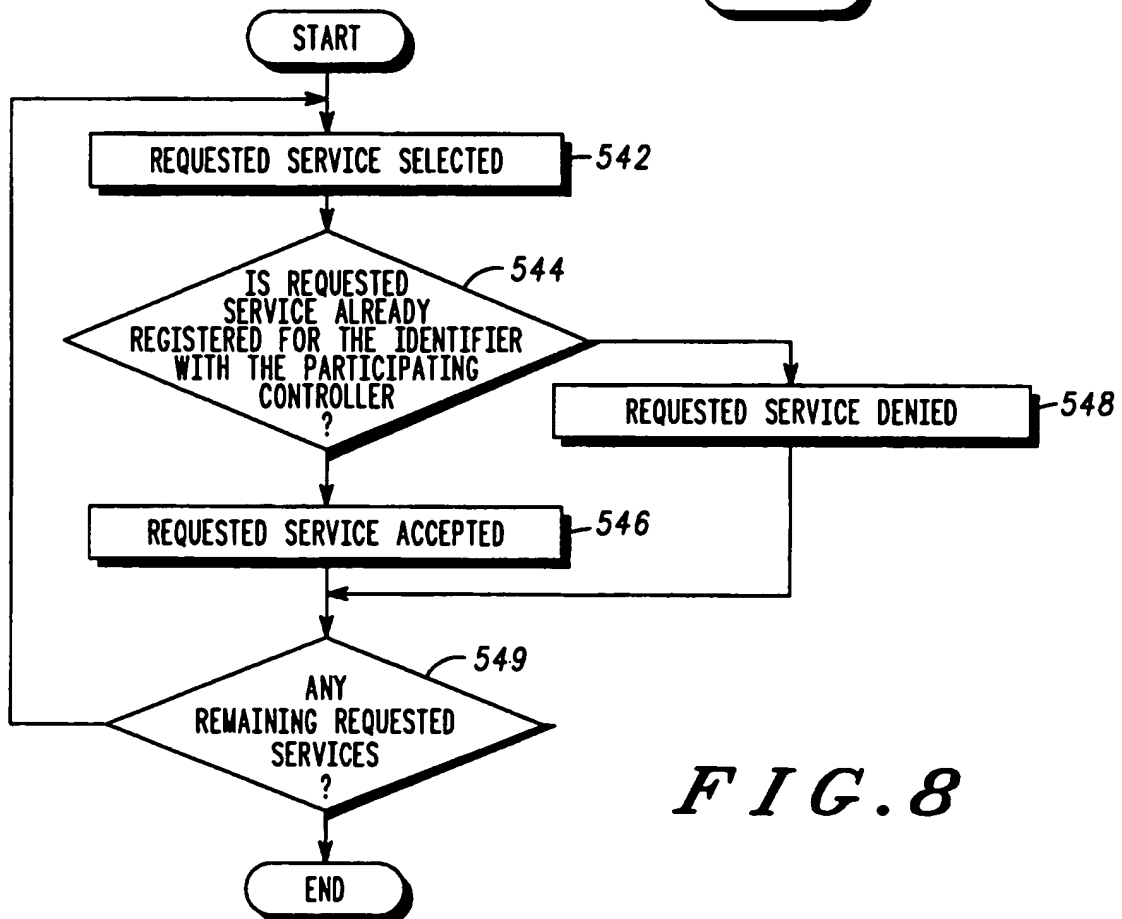 START
REQUESTED SERVICE SELECTED
542
544
IS REQUESTED
SERVICE ALREADY
REGISTERED FOR THE IDENTIFIER
WITH THE PARTICIPATING
CONTROLLER
?
REQUESTED SERVICE DENIED
548
REQUESTED SERVICE ACCEPTED
546
549
ANY
REMAINING REQUESTED
SERVICES
?
FIG.8
END